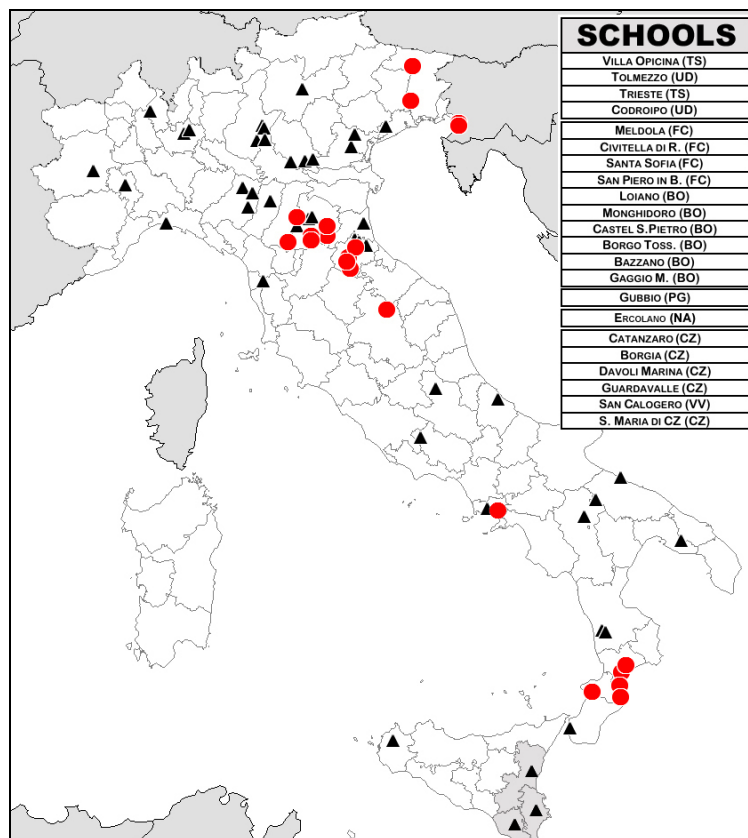 SCHOOLS
VILLA OPICINA (TS)
TOLMEZZO (UD)
TRIESTE (TS)
CODROIPO (UD)
MELDOLA (FC)
CIVITELLA DI R. (FC)
SANTA SOFIA (FC)
SAN PIERO IN B. (FC)
LOIANO (BO)
MONGHIDORO (BO)
CASTEL S.PIETRO (BO)
BORGO TOSS. (BO)
BAZZANO (BO)
GAGGIO M. (BO)
GUBBIO (PG)
ERCOLANO (NA)
CATANZARO (CZ)
BORGIA (CZ)
DAVOLI MARINA (CZ)
GUARDAVALLE (CZ)
SAN CALOGERO (VV)
S. MARIA DI CZ (CZ)